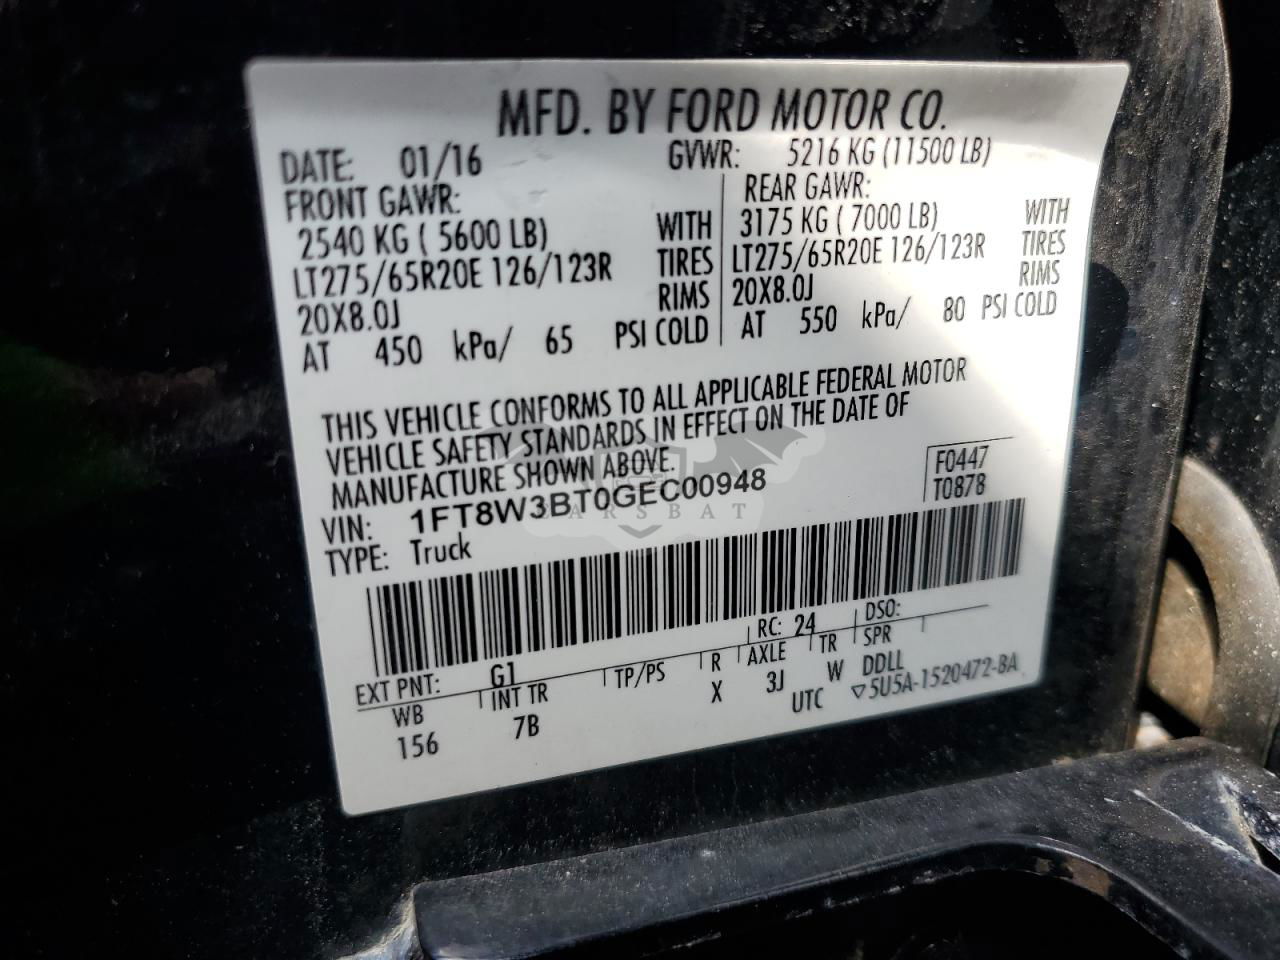 MFD. BY FORD MOTOR CO.
DATE: 01/16 GVWR: 5216 KG (11500 LB)
FRONT GAWR: REAR GAWR:
2540 KG ( 5600 LB) WITH 3175 KG ( 7000 LB) WITH
LT275/65R20E 126/123R TIRES LT275/65R20E 126/123R TIRES
20X8.0J RIMS 20X8.0J RIMS
AT 450 kPa/ 65 PSI COLD AT 550 kPa/ 80 PSI COLD
THIS VEHICLE CONFORMS TO ALL APPLICABLE FEDERAL MOTOR
VEHICLE SAFETY STANDARDS IN EFFECT ON THE DATE OF
MANUFACTURE SHOWN ABOVE.
F0447
VIN: 1FT8W3BT0GEC00948 T0878
TYPE: Truck
CARSBAT
EXT PNT: G1 RC: 24 DSO:
WB INT TR TP/PS R AXLE TR SPR
156 7B X 3J W DDLL
UTC ▽5U5A-1520472-BA